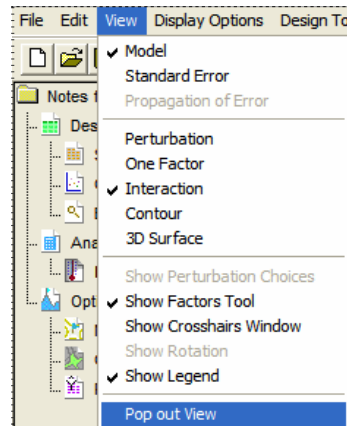 File Edit View Display Options Design To
Model
Standard Error
Propagation of Error
Notes f
Des
Perturbation
One Factor
Interaction
Contour
3D Surface
Ana
Show Perturbation Choices
Opt
Show Factors Tool
Show Crosshairs Window
Show Rotation
Show Legend
Pop out View